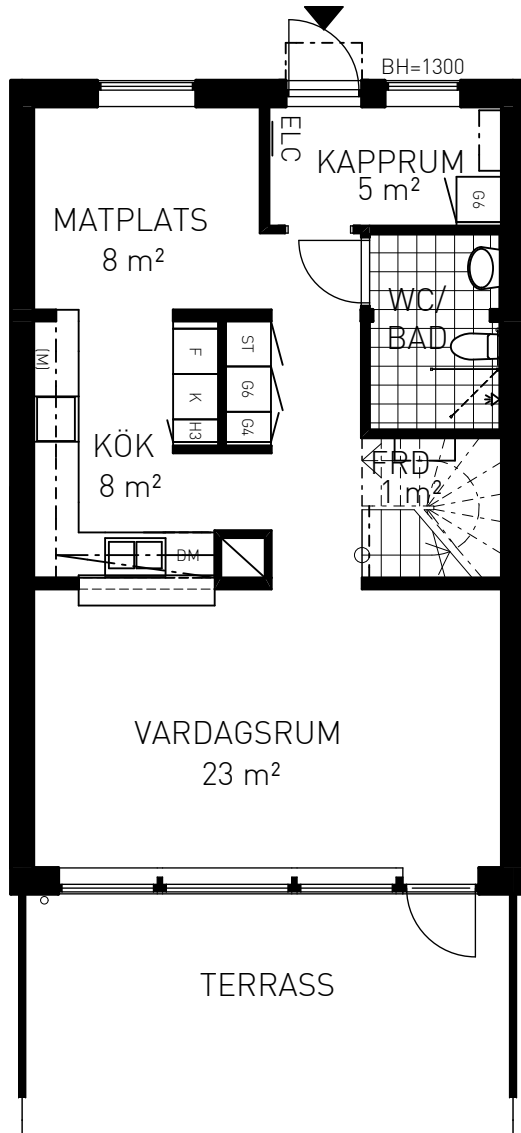 BH=1300
ELC
KAPPRUM
5 m²
G6
MATPLATS
8 m²
WC/
BAD
(M)
F
K
H3
ST
G6
G4
KÖK
8 m²
FRD
1 m²
DM
VARDAGSRUM
23 m²
TERRASS